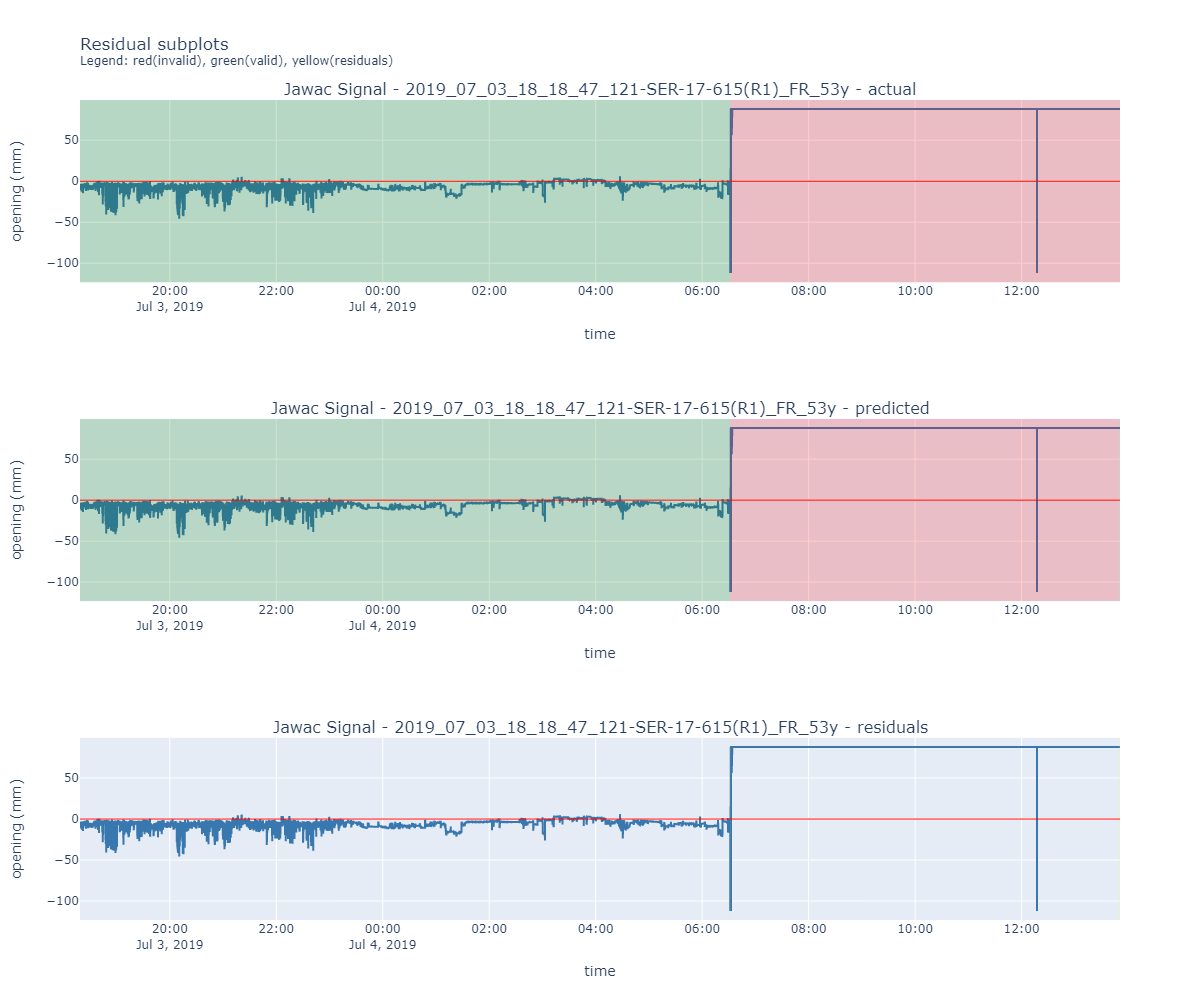 Residual subplots
Legend: red(invalid), green(valid), yellow(residuals)
Jawac Signal - 2019_07_03_18_18_47_121-SER-17-615(R1)_FR_53y - actual
opening (mm)
50
0
−50
−100
20:00 22:00 00:00 02:00 04:00 06:00 08:00 10:00 12:00
Jul 3, 2019 Jul 4, 2019
time
Jawac Signal - 2019_07_03_18_18_47_121-SER-17-615(R1)_FR_53y - predicted
opening (mm)
50
0
−50
−100
20:00 22:00 00:00 02:00 04:00 06:00 08:00 10:00 12:00
Jul 3, 2019 Jul 4, 2019
time
Jawac Signal - 2019_07_03_18_18_47_121-SER-17-615(R1)_FR_53y - residuals
opening (mm)
50
0
−50
−100
20:00 22:00 00:00 02:00 04:00 06:00 08:00 10:00 12:00
Jul 3, 2019 Jul 4, 2019
time